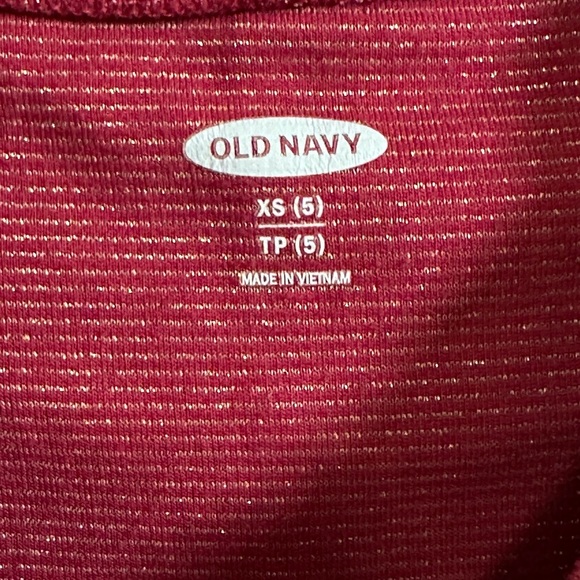 OLD NAVY
XS (5)
TP (5)
MADE IN VIETNAM